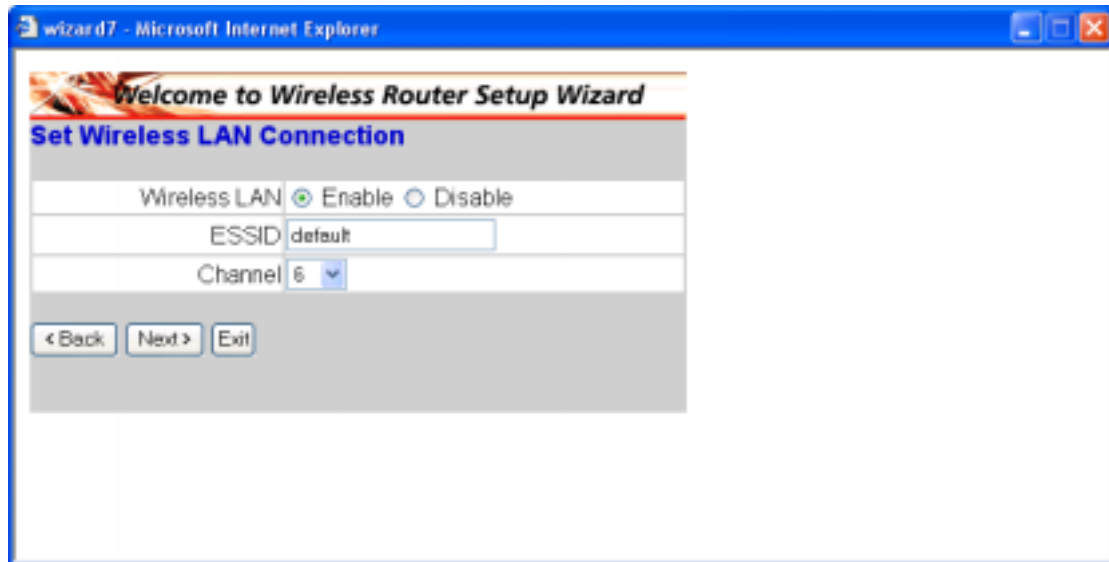 wizard7 - Microsoft Internet Explorer
Welcome to Wireless Router Setup Wizard
Set Wireless LAN Connection
Wireless LAN Enable Disable
ESSID default
Channel 6
< Back Next > Exit